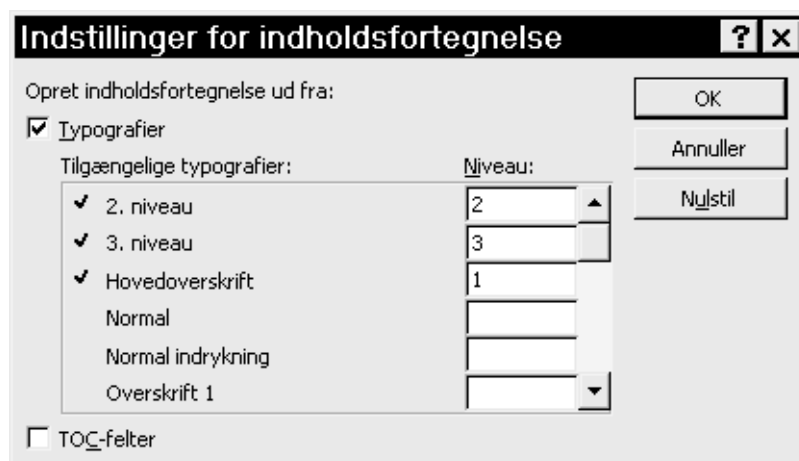 Indstillinger for indholdsfortegnelse ? ×
Opret indholdsfortegnelse ud fra:
OK
Typografier
Annuller
Tilgængelige typografier: Niveau:
Nulstil
2. niveau 2
3. niveau 3
Hovedoverskrift 1
Normal
Normal indrykning
Overskrift 1
TOC-felter